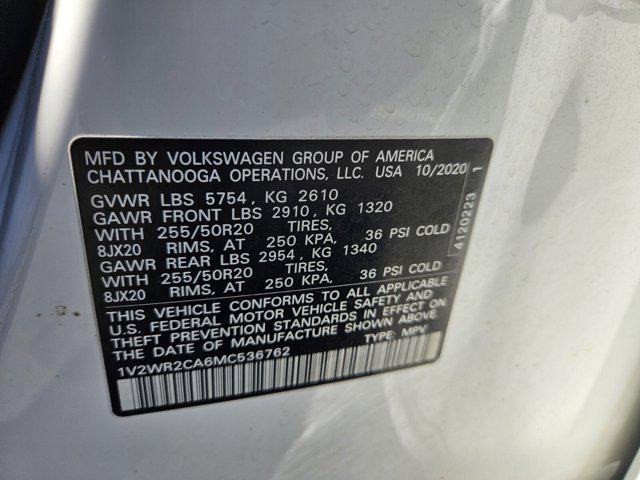 MFD BY VOLKSWAGEN GROUP OF AMERICA
CHATTANOOGA OPERATIONS, LLC. USA 10/2020
GVWR LBS 5754, KG 2610
GAWR FRONT LBS 2910, KG 1320
WITH 255/50R20 TIRES,
8JX20 RIMS, AT 250 KPA, 36 PSI COLD
GAWR REAR LBS 2954, KG 1340
WITH 255/50R20 TIRES,
8JX20 RIMS, AT 250 KPA, 36 PSI COLD
THIS VEHICLE CONFORMS TO ALL APPLICABLE
U.S. FEDERAL MOTOR VEHICLE SAFETY AND
THEFT PREVENTION STANDARDS IN EFFECT ON
THE DATE OF MANUFACTURE SHOWN ABOVE.
1V2WR2CA6MC536762 TYPE: MPV
4120223 1